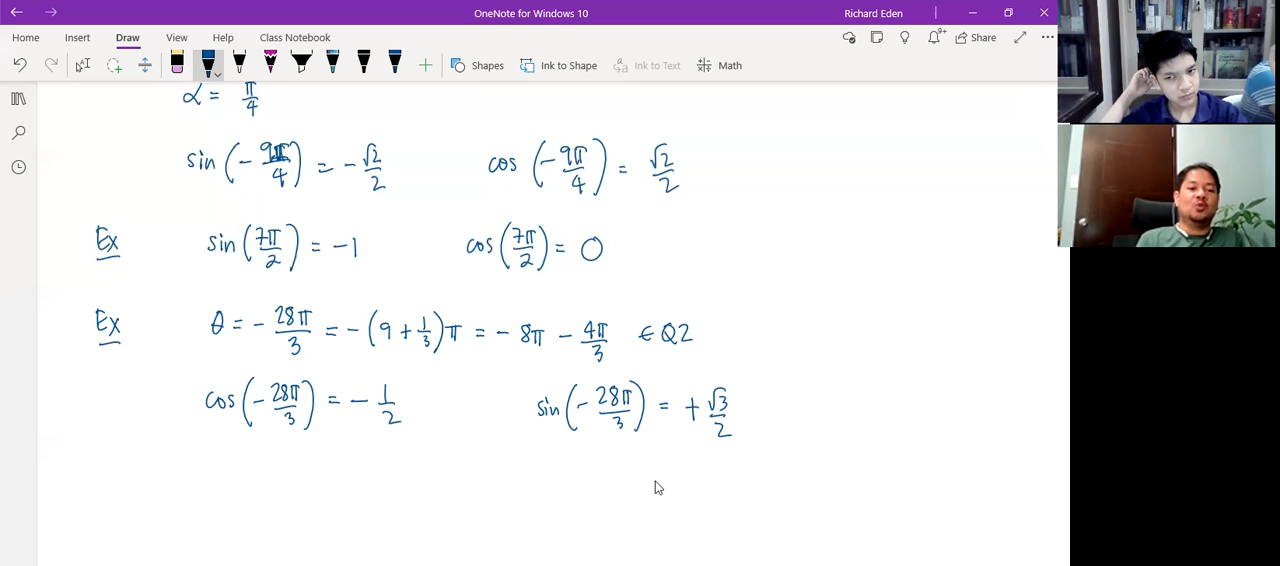 OneNote for Windows 10
Richard Eden
Home Insert Draw View Help Class Notebook
Share
Shapes Ink to Shape Ink to Text Math
α = π/4
sin(-9π/4) = -√2/2 cos(-9π/4) = √2/2
Ex sin(7π/2) = -1 cos(7π/2) = 0
Ex θ = -28π/3 = -(9 + 1/3)π = -8π - 4π/3 ∈ Q2
cos(-28π/3) = -1/2 sin(-28π/3) = +√3/2